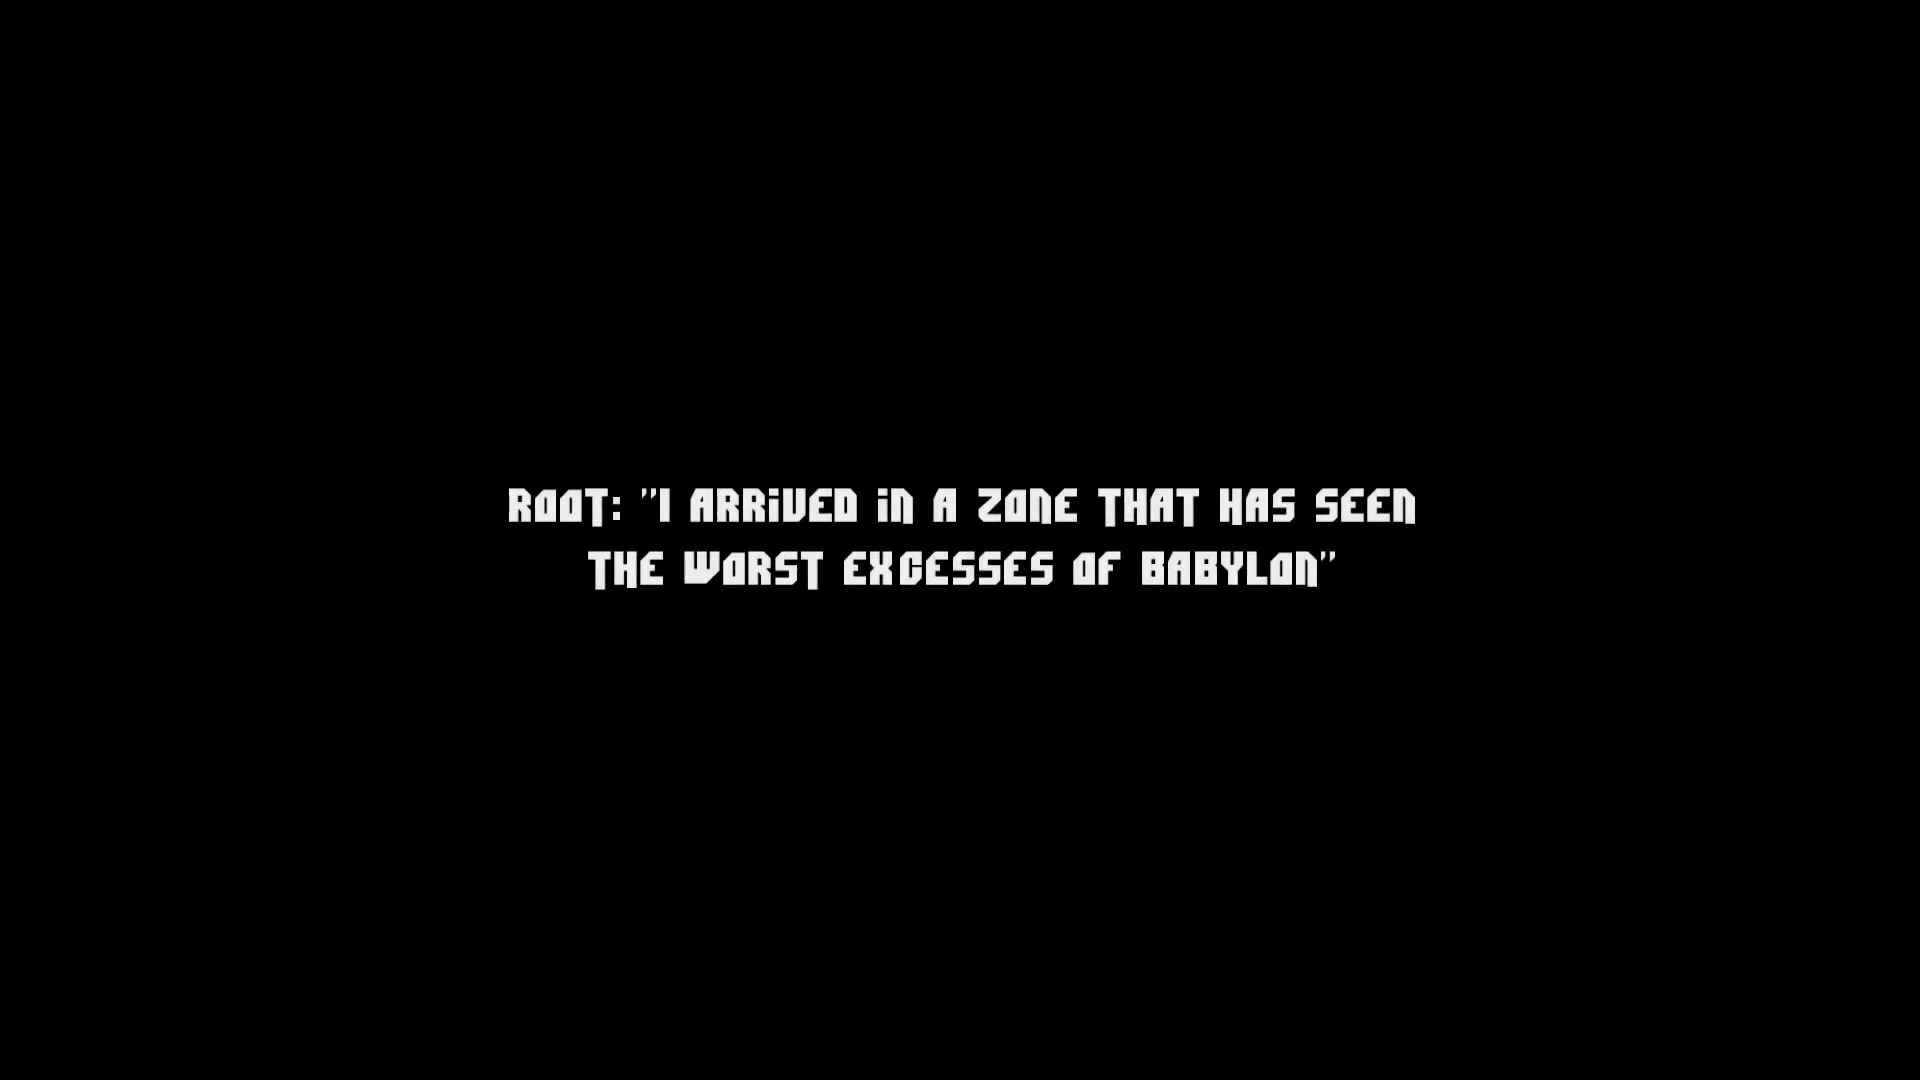 ROOT: "I ARRiVED iN A ZONE THAT HAS SEEN
THE WORST EXCESSES OF BABYLON"